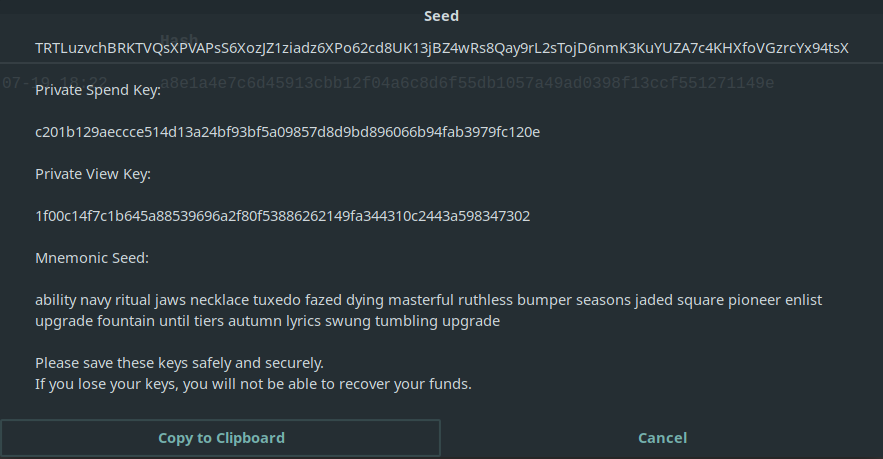 Seed
Hash
TRTLuzvchBRKTVQsXPVAPsS6XozJZ1ziadz6XPo62cd8UK13jBZ4wRs8Qay9rL2sTojD6nmK3KuYUZA7c4KHXfoVGzrcYx94tsX
07-19 18:22 a8e1a4e7c6d45913cbb12f04a6c8d6f55db1057a49ad0398f13ccf551271149e
Private Spend Key:
c201b129aeccce514d13a24bf93bf5a09857d8d9bd896066b94fab3979fc120e
Private View Key:
1f00c14f7c1b645a88539696a2f80f53886262149fa344310c2443a598347302
Mnemonic Seed:
ability navy ritual jaws necklace tuxedo fazed dying masterful ruthless bumper seasons jaded square pioneer enlist
upgrade fountain until tiers autumn lyrics swung tumbling upgrade
Please save these keys safely and securely.
If you lose your keys, you will not be able to recover your funds.
Copy to Clipboard
Cancel